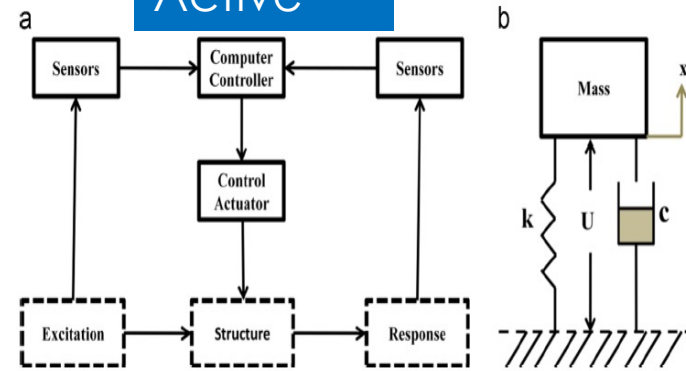 Active
a
b
Sensors
Computer
Controller
Sensors
Mass
x
Control
Actuator
k
U
c
Excitation
Structure
Response